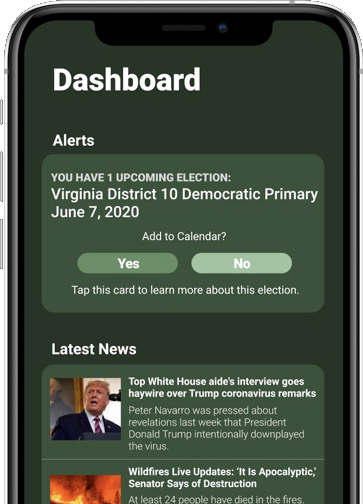 Dashboard
Alerts
YOU HAVE 1 UPCOMING ELECTION:
Virginia District 10 Democratic Primary
June 7, 2020
Add to Calendar?
Yes
No
Tap this card to learn more about this election.
Latest News
Top White House aide's interview goes
haywire over Trump coronavirus remarks
Peter Navarro was pressed about
revelations last week that President
Donald Trump intentionally downplayed
the virus.
Wildfires Live Updates: ‘It Is Apocalyptic,’
Senator Says of Destruction
At least 24 people have died in the fires.